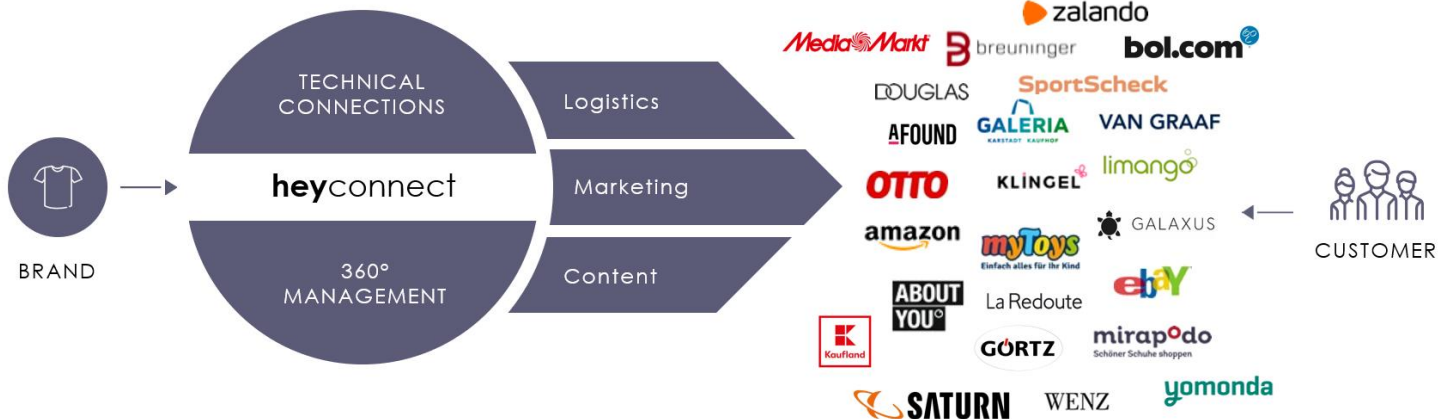 BRAND
TECHNICAL
CONNECTIONS
heyconnect
360°
MANAGEMENT
Logistics
Marketing
Content
zalando
MediaMarkt
B breuninger
bol.com
DOUGLAS
SportScheck
AFOUND
GALERIA
KARSTADT KAUFHOF
VAN GRAAF
OTTO
KLINGEL
limango
amazon
myToys
Einfach alles für Ihr Kind
GALAXUS
ABOUT
YOU°
La Redoute
ebaY
K
Kaufland
GÖRTZ
mirapodo
Schöner Schuhe shoppen
SATURN
WENZ
yomonda
CUSTOMER